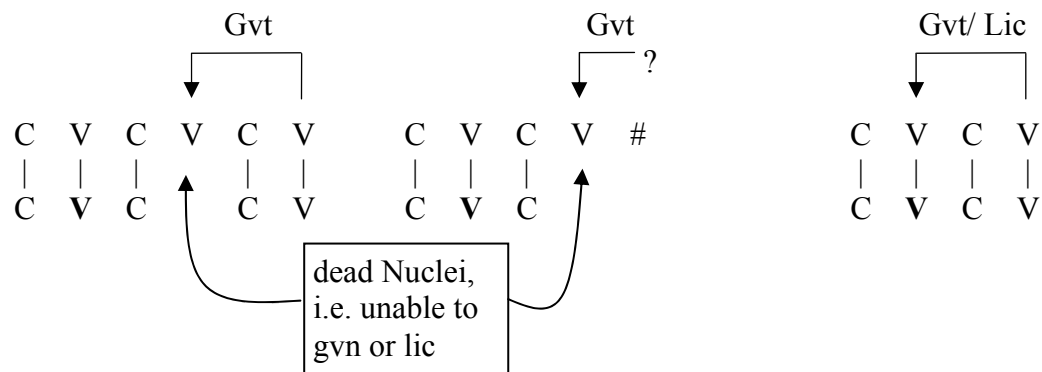 Gvt Gvt Gvt/ Lic
?
C V C V C V C V C V # C V C V
C V C C V C V C C V C V
dead Nuclei,
i.e. unable to
gvn or lic